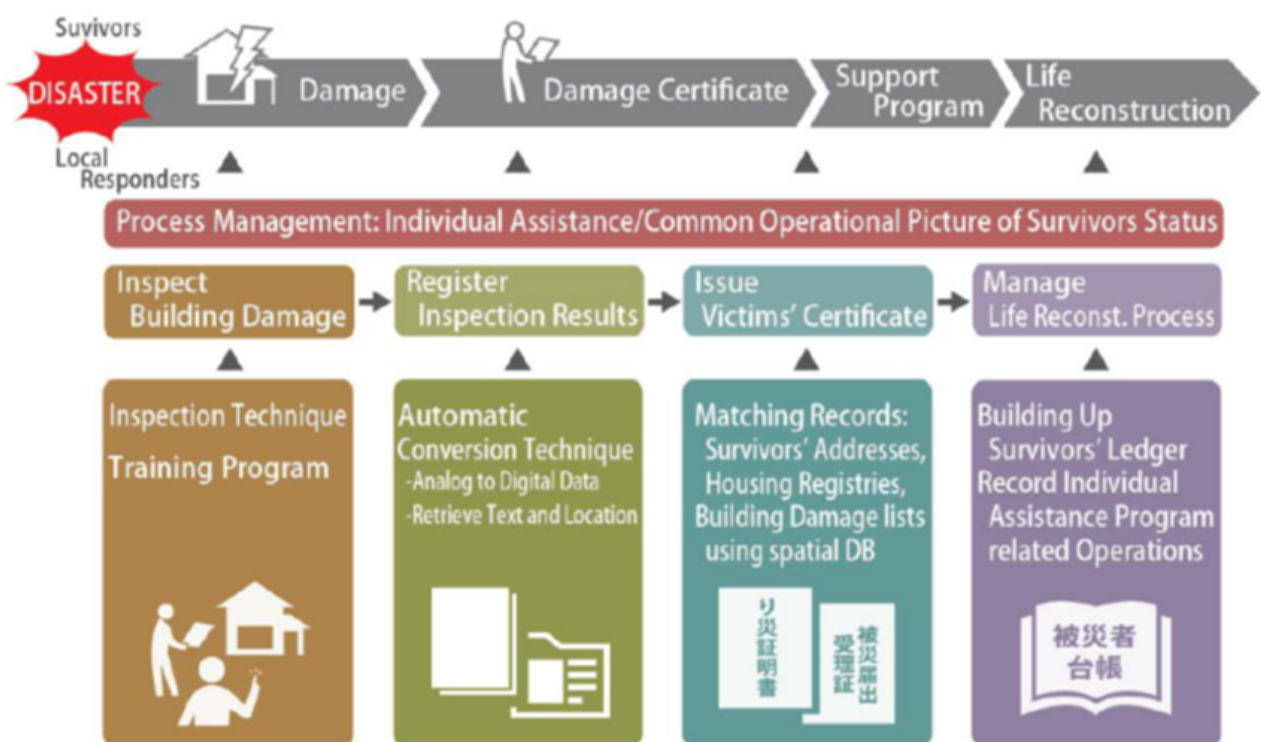 Suvivors
DISASTER
Local
Responders
Damage
Damage Certificate
Support
Program
Life
Reconstruction
Process Management: Individual Assistance/Common Operational Picture of Survivors Status
Inspect
Building Damage
Register
Inspection Results
Issue
Victims' Certificate
Manage
Life Reconst. Process
Inspection Technique
Training Program
Automatic
Conversion Technique
-Analog to Digital Data
-Retrieve Text and Location
Matching Records:
Survivors' Addresses,
Housing Registries,
Building Damage lists
using spatial DB
り災証明書
被災届出
受理証
Building Up
Survivors' Ledger
Record Individual
Assistance Program
related Operations
被災者
台帳